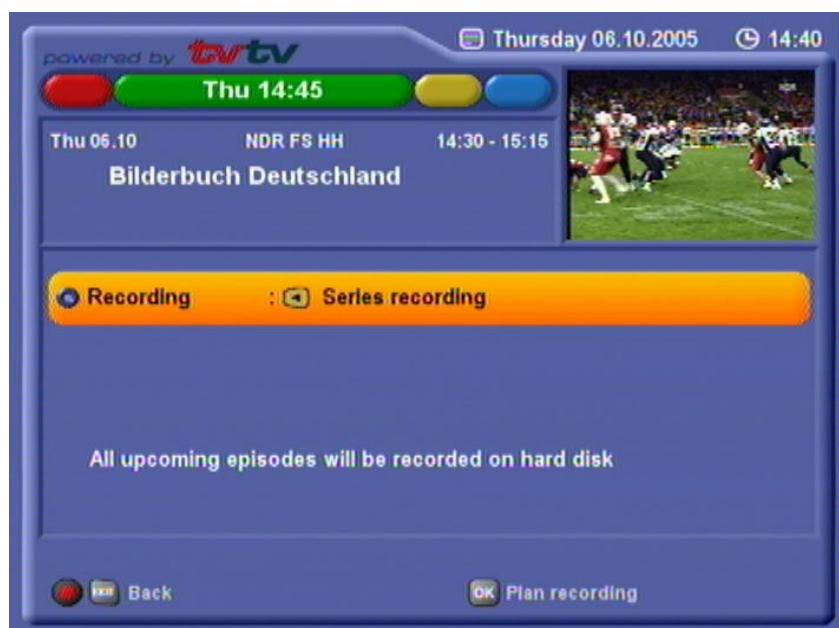 Thursday 06.10.2005 14:40
powered by tvtv
Thu 14:45
Thu 06.10 NDR FS HH 14:30 - 15:15
Bilderbuch Deutschland
Recording : Series recording
All upcoming episodes will be recorded on hard disk
EXIT Back OK Plan recording